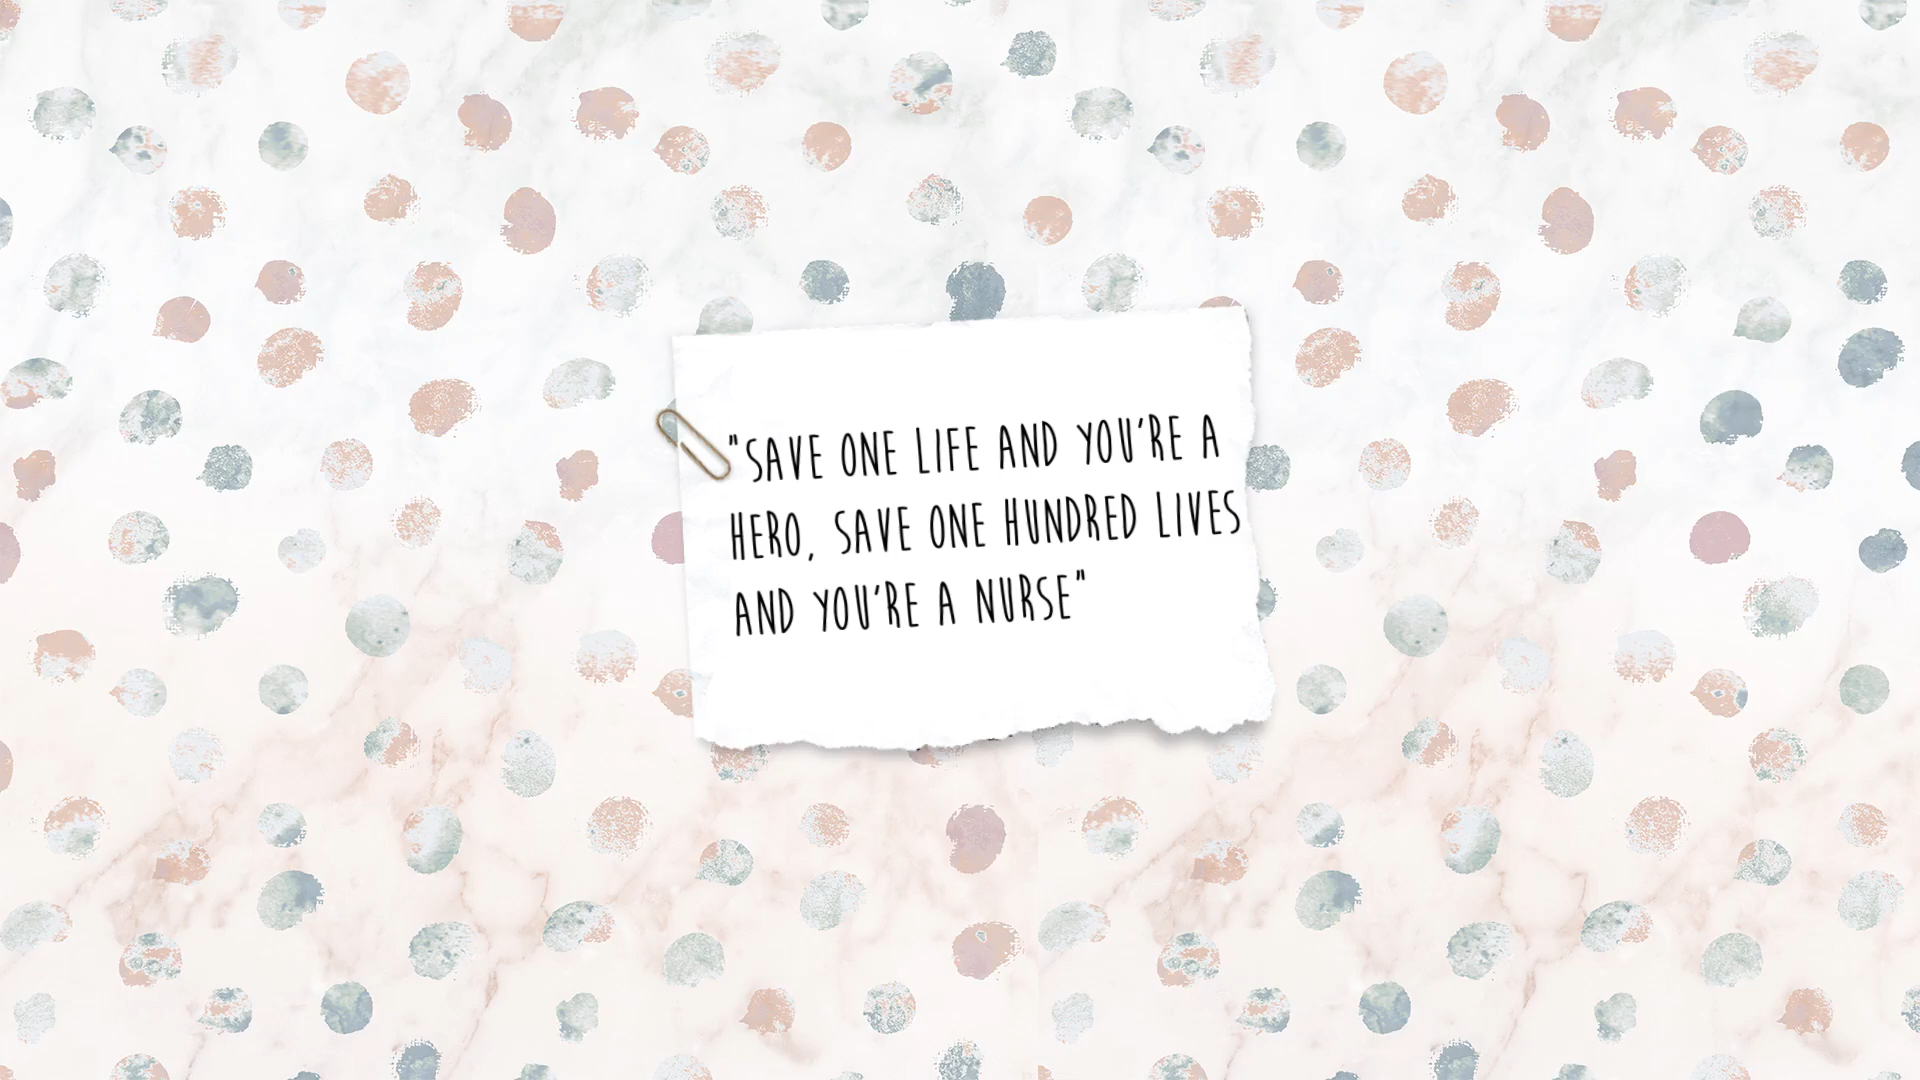 "SAVE ONE LIFE AND YOU'RE A
HERO, SAVE ONE HUNDRED LIVES
AND YOU'RE A NURSE"